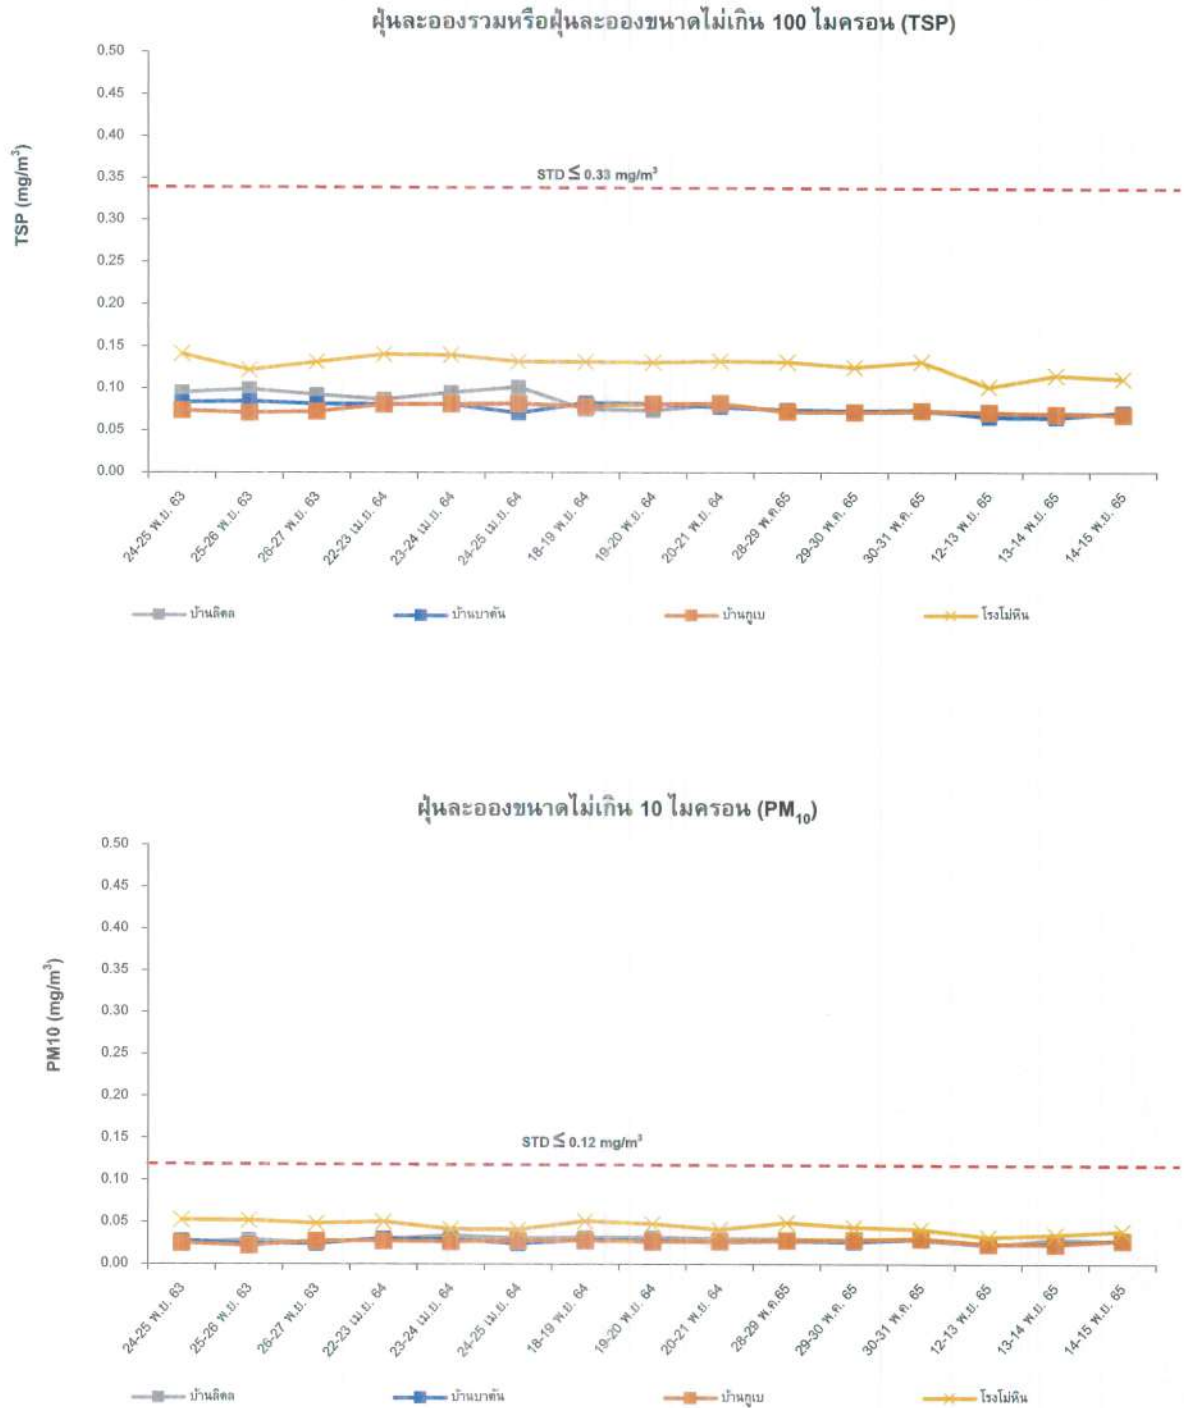 ฝุ่นละอองรวมหรือฝุ่นละอองขนาดไม่เกิน 100 ไมครอน (TSP)
TSP (mg/m³)
0.50
0.45
0.40
0.35
0.30
0.25
0.20
0.15
0.10
0.05
0.00
STD ≤ 0.33 mg/m³
24-25 พ.ย. 63
25-26 พ.ย. 63
26-27 พ.ย. 63
22-23 เม.ย. 64
23-24 เม.ย. 64
24-25 เม.ย. 64
18-19 พ.ย. 64
19-20 พ.ย. 64
20-21 พ.ย. 64
28-29 พ.ค.65
29-30 พ.ค. 65
30-31 พ.ค. 65
12-13 พ.ย. 65
13-14 พ.ย. 65
14-15 พ.ย. 65
บ้านลิดล บ้านบาตัน บ้านกูเบ โรงโม่หิน
ฝุ่นละอองขนาดไม่เกิน 10 ไมครอน (PM₁₀)
PM10 (mg/m³)
0.50
0.45
0.40
0.35
0.30
0.25
0.20
0.15
0.10
0.05
0.00
STD ≤ 0.12 mg/m³
24-25 พ.ย. 63
25-26 พ.ย. 63
26-27 พ.ย. 63
22-23 เม.ย. 64
23-24 เม.ย. 64
24-25 เม.ย. 64
18-19 พ.ย. 64
19-20 พ.ย. 64
20-21 พ.ย. 64
28-29 พ.ค.65
29-30 พ.ค. 65
30-31 พ.ค. 65
12-13 พ.ย. 65
13-14 พ.ย. 65
14-15 พ.ย. 65
บ้านลิดล บ้านบาตัน บ้านกูเบ โรงโม่หิน